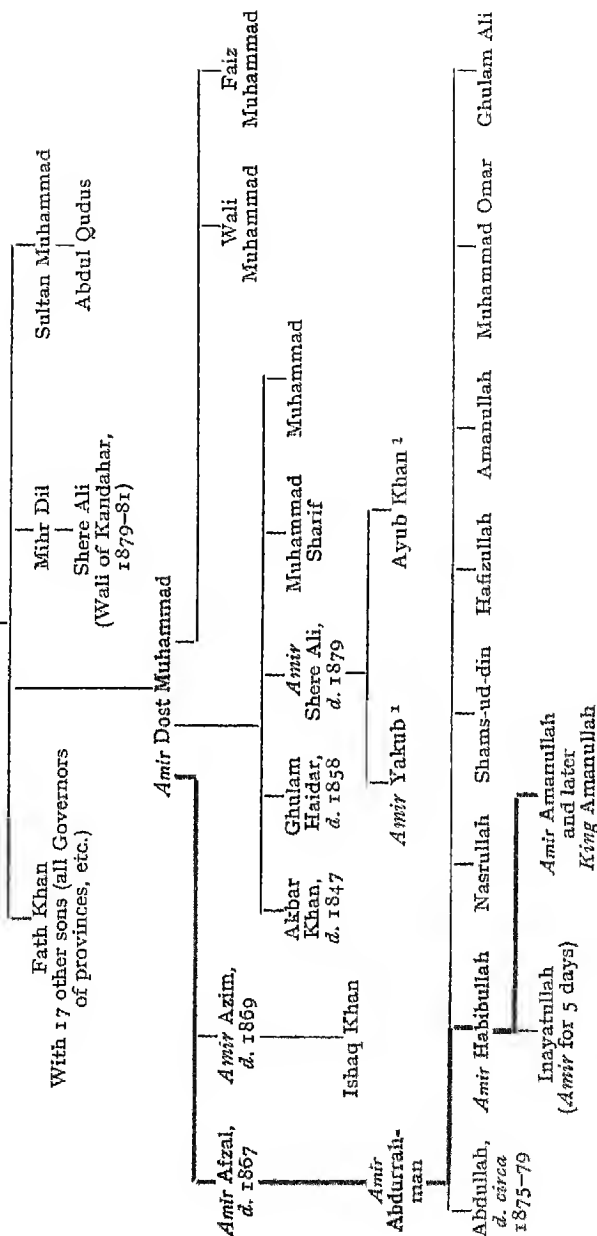 Fath Khan
With 17 other sons (all Governors
of provinces, etc.)
Mihr Dil
Shere Ali
(Wali of Kandahar,
1879–81)
Sultan Muhammad
Abdul Qudus
Amir Dost Muhammad
Amir Afzal,
d. 1867
Amir Azim,
d. 1869
Ishaq Khan
Akbar
Khan,
d. 1847
Ghulam
Haidar,
d. 1858
Amir
Shere Ali,
d. 1879
Muhammad
Sharif
Muhammad
Wali
Muhammad
Faiz
Muhammad
Amir Yakub ¹
Ayub Khan ²
Amir
Abdurrah-
man
Abdullah,
d. circa
1875–79
Amir Habibullah
Nasrullah
Shams-ud-din
Hafizullah
Amanullah
Muhammad Omar
Ghulam Ali
Inayatullah
(Amir for 5 days)
Amir Amanullah
and later
King Amanullah